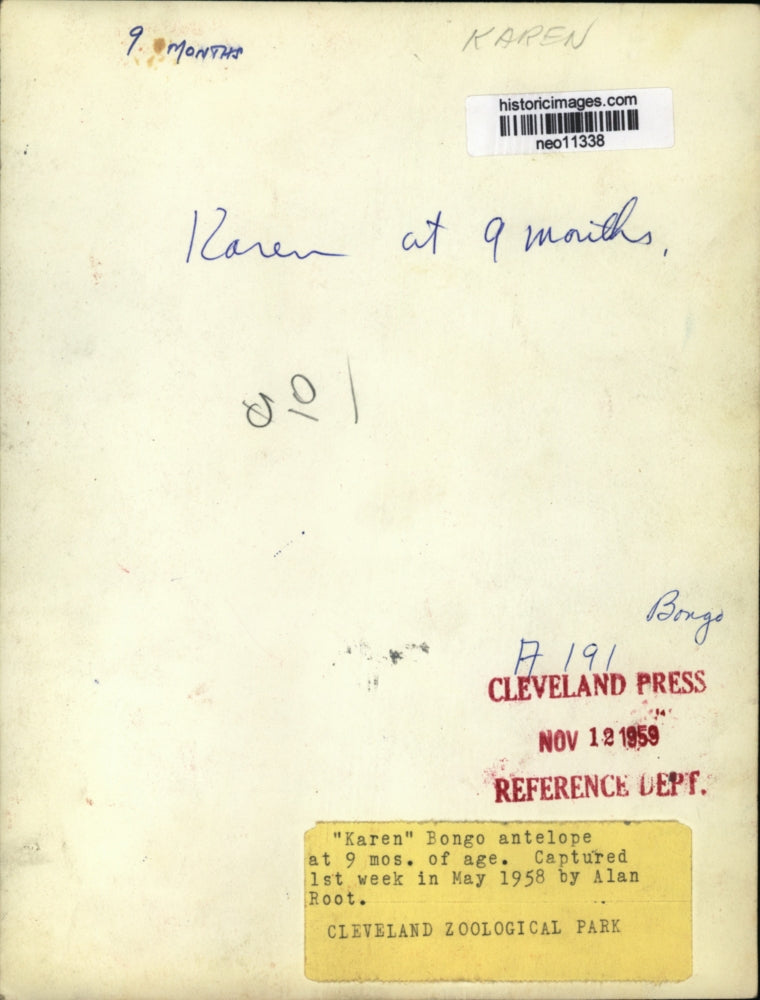 9 MONTHS
KAREN
historicimages.com
neo11338
Karen at 9 months.
Bongo
A 191
CLEVELAND PRESS
NOV 12 1959
REFERENCE DEPT.
"Karen" Bongo antelope
at 9 mos. of age. Captured
1st week in May 1958 by Alan
Root.
CLEVELAND ZOOLOGICAL PARK